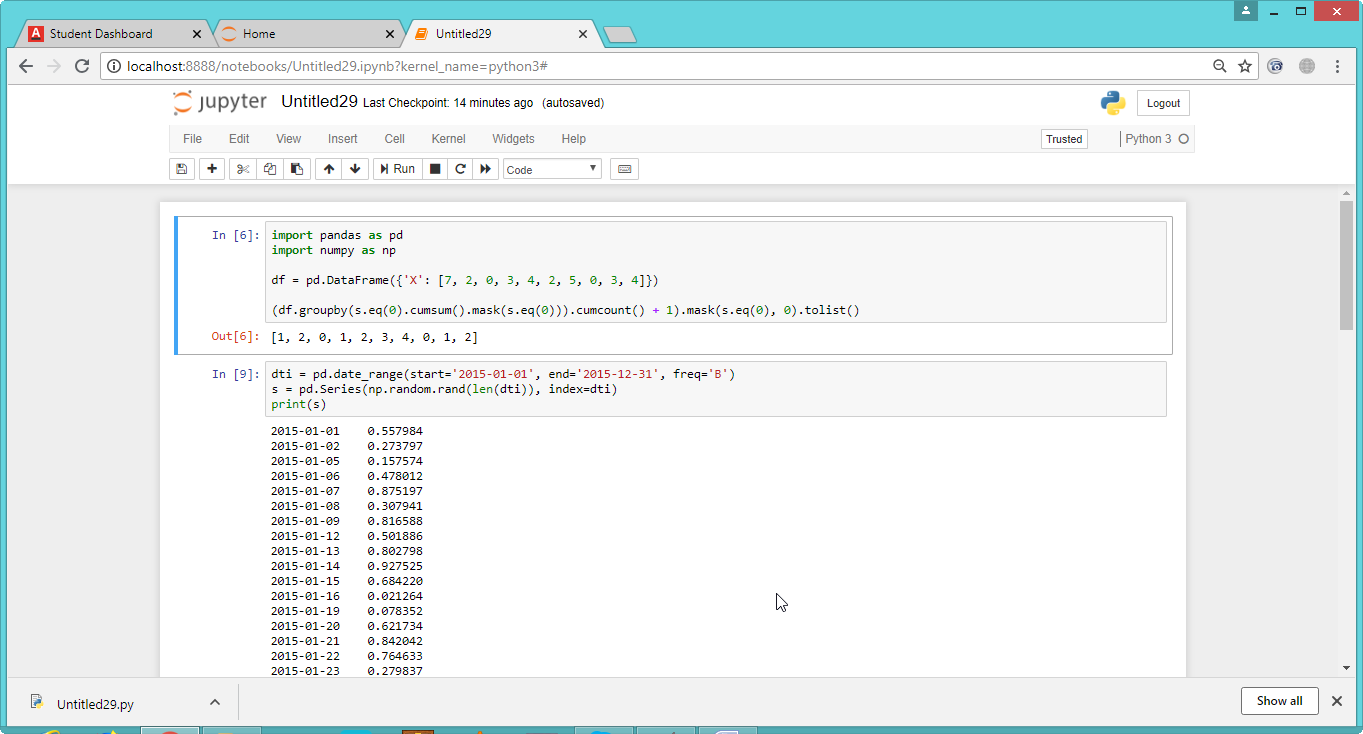 Student Dashboard
Home
Untitled29
localhost:8888/notebooks/Untitled29.ipynb?kernel_name=python3#
jupyter Untitled29 Last Checkpoint: 14 minutes ago (autosaved)
Logout
File Edit View Insert Cell Kernel Widgets Help
Trusted
Python 3
Run
Code
In [6]: import pandas as pd
import numpy as np
df = pd.DataFrame({'X': [7, 2, 0, 3, 4, 2, 5, 0, 3, 4]})
(df.groupby(s.eq(0).cumsum().mask(s.eq(0))).cumcount() + 1).mask(s.eq(0), 0).tolist()
Out[6]: [1, 2, 0, 1, 2, 3, 4, 0, 1, 2]
In [9]: dti = pd.date_range(start='2015-01-01', end='2015-12-31', freq='B')
s = pd.Series(np.random.rand(len(dti)), index=dti)
print(s)
2015-01-01    0.557984
2015-01-02    0.273797
2015-01-05    0.157574
2015-01-06    0.478012
2015-01-07    0.875197
2015-01-08    0.307941
2015-01-09    0.816588
2015-01-12    0.501886
2015-01-13    0.802798
2015-01-14    0.927525
2015-01-15    0.684220
2015-01-16    0.021264
2015-01-19    0.078352
2015-01-20    0.621734
2015-01-21    0.842042
2015-01-22    0.764633
2015-01-23    0.279837
Untitled29.py
Show all